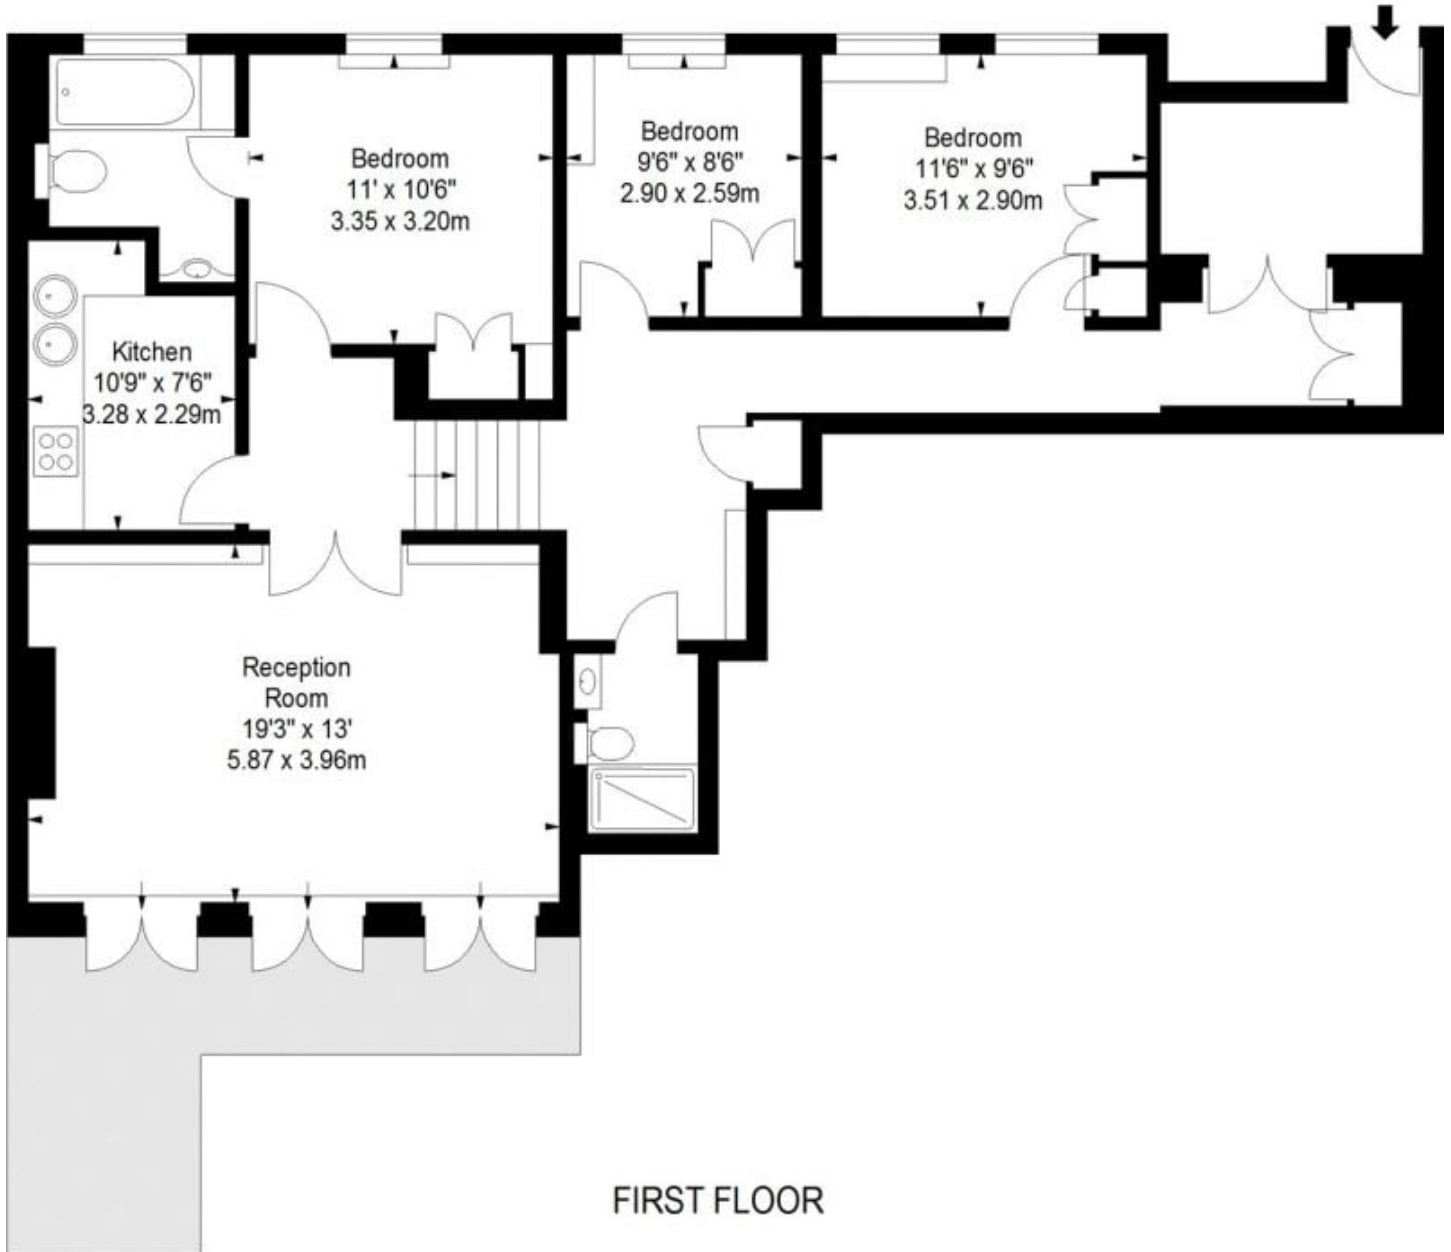 Bedroom
11' x 10'6"
3.35 x 3.20m
Bedroom
9'6" x 8'6"
2.90 x 2.59m
Bedroom
11'6" x 9'6"
3.51 x 2.90m
Kitchen
10'9" x 7'6"
3.28 x 2.29m
Reception
Room
19'3" x 13'
5.87 x 3.96m
FIRST FLOOR